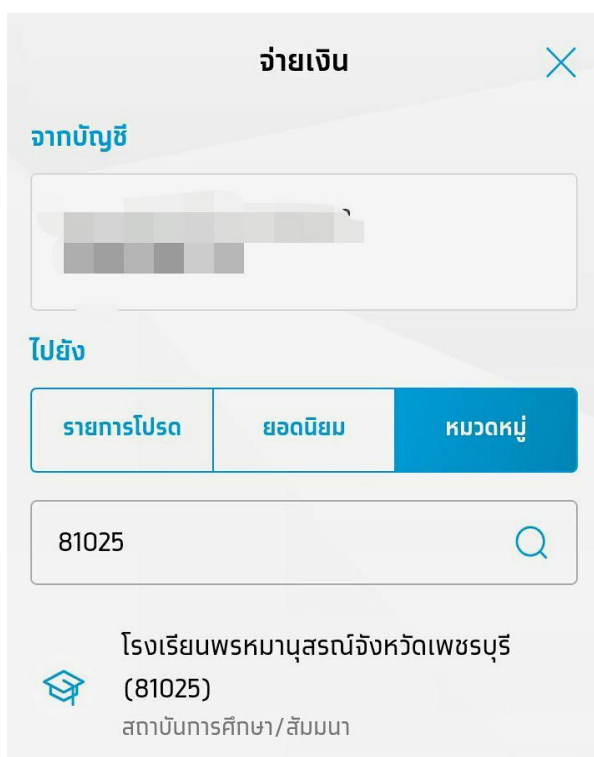 จ่ายเงิน
จากบัญชี
ไปยัง
รายการโปรด
ยอดนิยม
หมวดหมู่
81025
โรงเรียนพรหมานุสรณ์จังหวัดเพชรบุรี
(81025)
สถาบันการศึกษา/สัมมนา